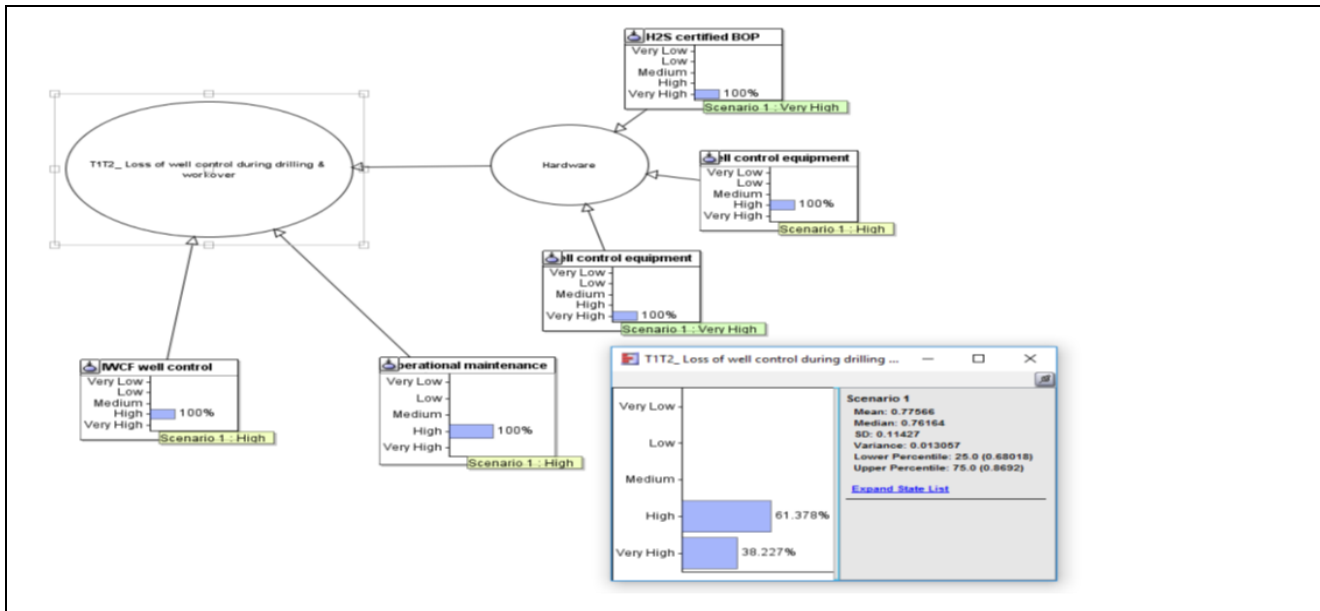 H2S certified BOP
Very Low
Low
Medium
High
Very High
100%
Scenario 1 : Very High
T1T2_ Loss of well control during drilling &
workover
Hardware
ell control equipment
Very Low
Low
Medium
High
100%
Very High
Scenario 1 : High
ell control equipment
Very Low
Low
Medium
High
Very High
100%
Scenario 1 : Very High
IWCF well control
Very Low
Low
Medium
High
100%
Very High
Scenario 1 : High
perational maintenance
Very Low
Low
Medium
High
100%
Very High
Scenario 1 : High
T1T2_ Loss of well control during drilling ...
Very Low
Low
Medium
High
61.378%
Very High
38.227%
Scenario 1
Mean: 0.77566
Median: 0.76164
SD: 0.11427
Variance: 0.013057
Lower Percentile: 25.0 (0.68018)
Upper Percentile: 75.0 (0.8692)
Expand State List